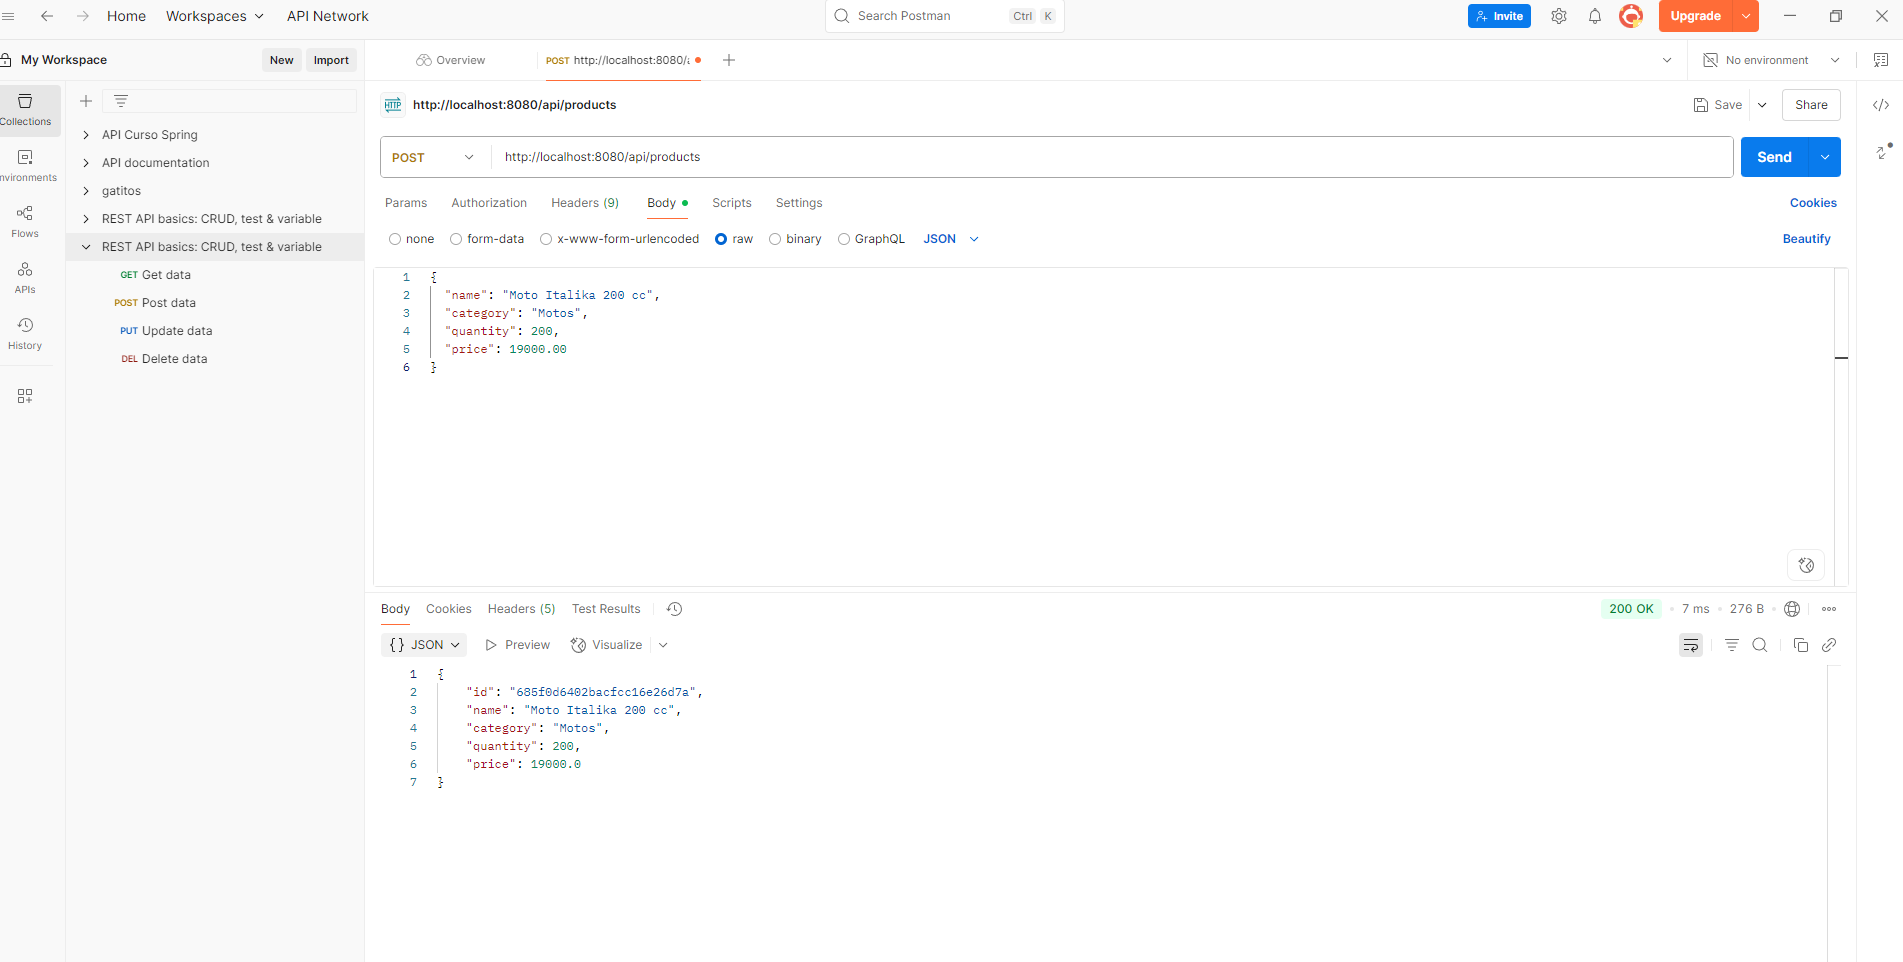 Home Workspaces API Network Search Postman Ctrl K Invite Upgrade
My Workspace New Import Overview POST http://localhost:8080/a No environment
Collections
API Curso Spring
API documentation
gatitos
REST API basics: CRUD, test & variable
REST API basics: CRUD, test & variable
GET Get data
POST Post data
PUT Update data
DEL Delete data
nvironments
Flows
APIs
History
HTTP http://localhost:8080/api/products Save Share
POST http://localhost:8080/api/products Send
Params Authorization Headers (9) Body Scripts Settings Cookies
none form-data x-www-form-urlencoded raw binary GraphQL JSON Beautify
1 {
2 "name": "Moto Italika 200 cc",
3 "category": "Motos",
4 "quantity": 200,
5 "price": 19000.00
6 }
Body Cookies Headers (5) Test Results 200 OK 7 ms 276 B
{} JSON Preview Visualize
1 {
2 "id": "685f0d6402bacfcc16e26d7a",
3 "name": "Moto Italika 200 cc",
4 "category": "Motos",
5 "quantity": 200,
6 "price": 19000.0
7 }